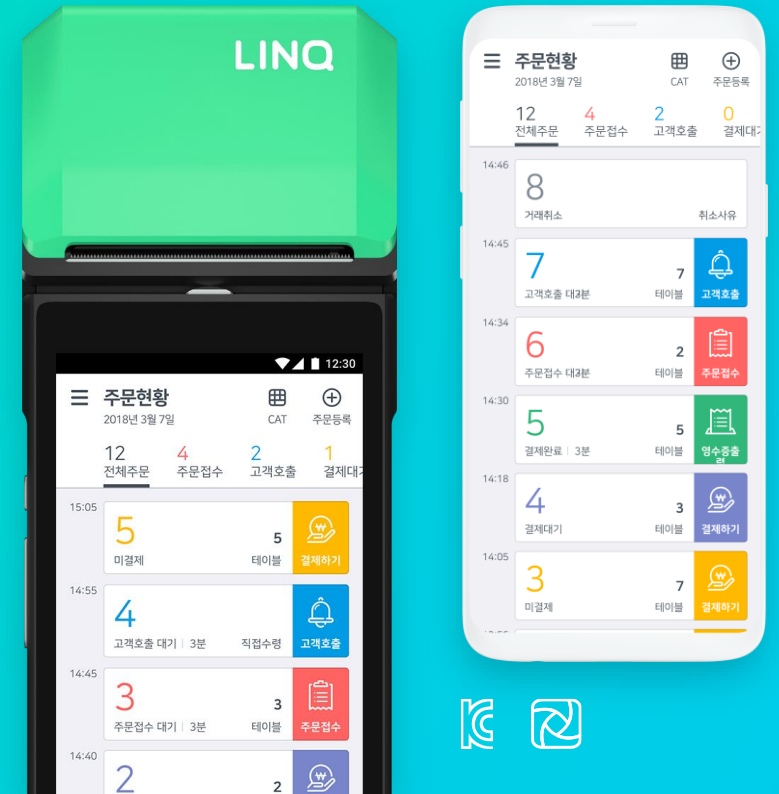 LINQ
12:30
주문현황
2018년 3월 7일
CAT
주문등록
12
전체주문
4
주문접수
2
고객호출
1
결제대
15:05
5
미결제
5
테이블
결제하기
14:55
4
고객호출 대기 | 3분
직접수령
고객호출
14:45
3
주문접수 대기 | 3분
3
테이블
주문접수
14:40
2
2
주문현황
2018년 3월 7일
CAT
주문등록
12
전체주문
4
주문접수
2
고객호출
0
결제대
14:46
8
거래취소
취소사유
14:45
7
고객호출
7
테이블
고객호출
14:34
6
주문접수
2
테이블
주문접수
14:30
5
결제완료 | 3분
5
테이블
영수증출
력
14:18
4
결제대기
3
테이블
결제하기
14:05
3
미결제
7
테이블
결제하기